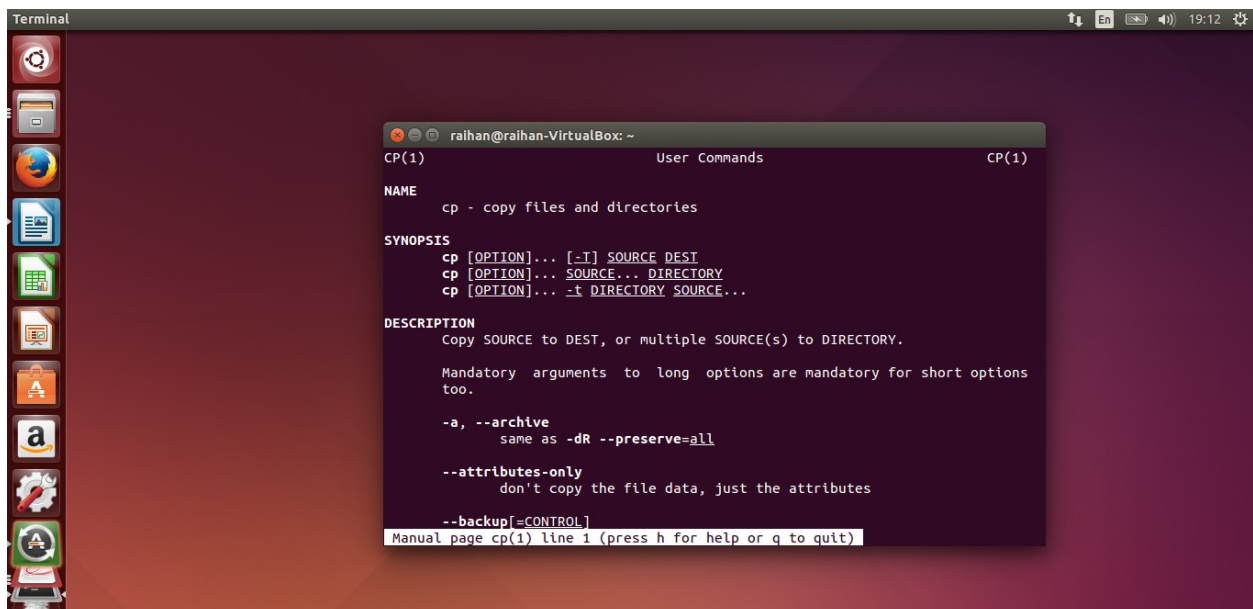 Terminal
En
19:12
raihan@raihan-VirtualBox: ~
CP(1) User Commands CP(1)
NAME
cp - copy files and directories
SYNOPSIS
cp [OPTION]... [-T] SOURCE DEST
cp [OPTION]... SOURCE... DIRECTORY
cp [OPTION]... -t DIRECTORY SOURCE...
DESCRIPTION
Copy SOURCE to DEST, or multiple SOURCE(s) to DIRECTORY.
Mandatory arguments to long options are mandatory for short options
too.
-a, --archive
same as -dR --preserve=all
--attributes-only
don't copy the file data, just the attributes
--backup[=CONTROL]
Manual page cp(1) line 1 (press h for help or q to quit)
a